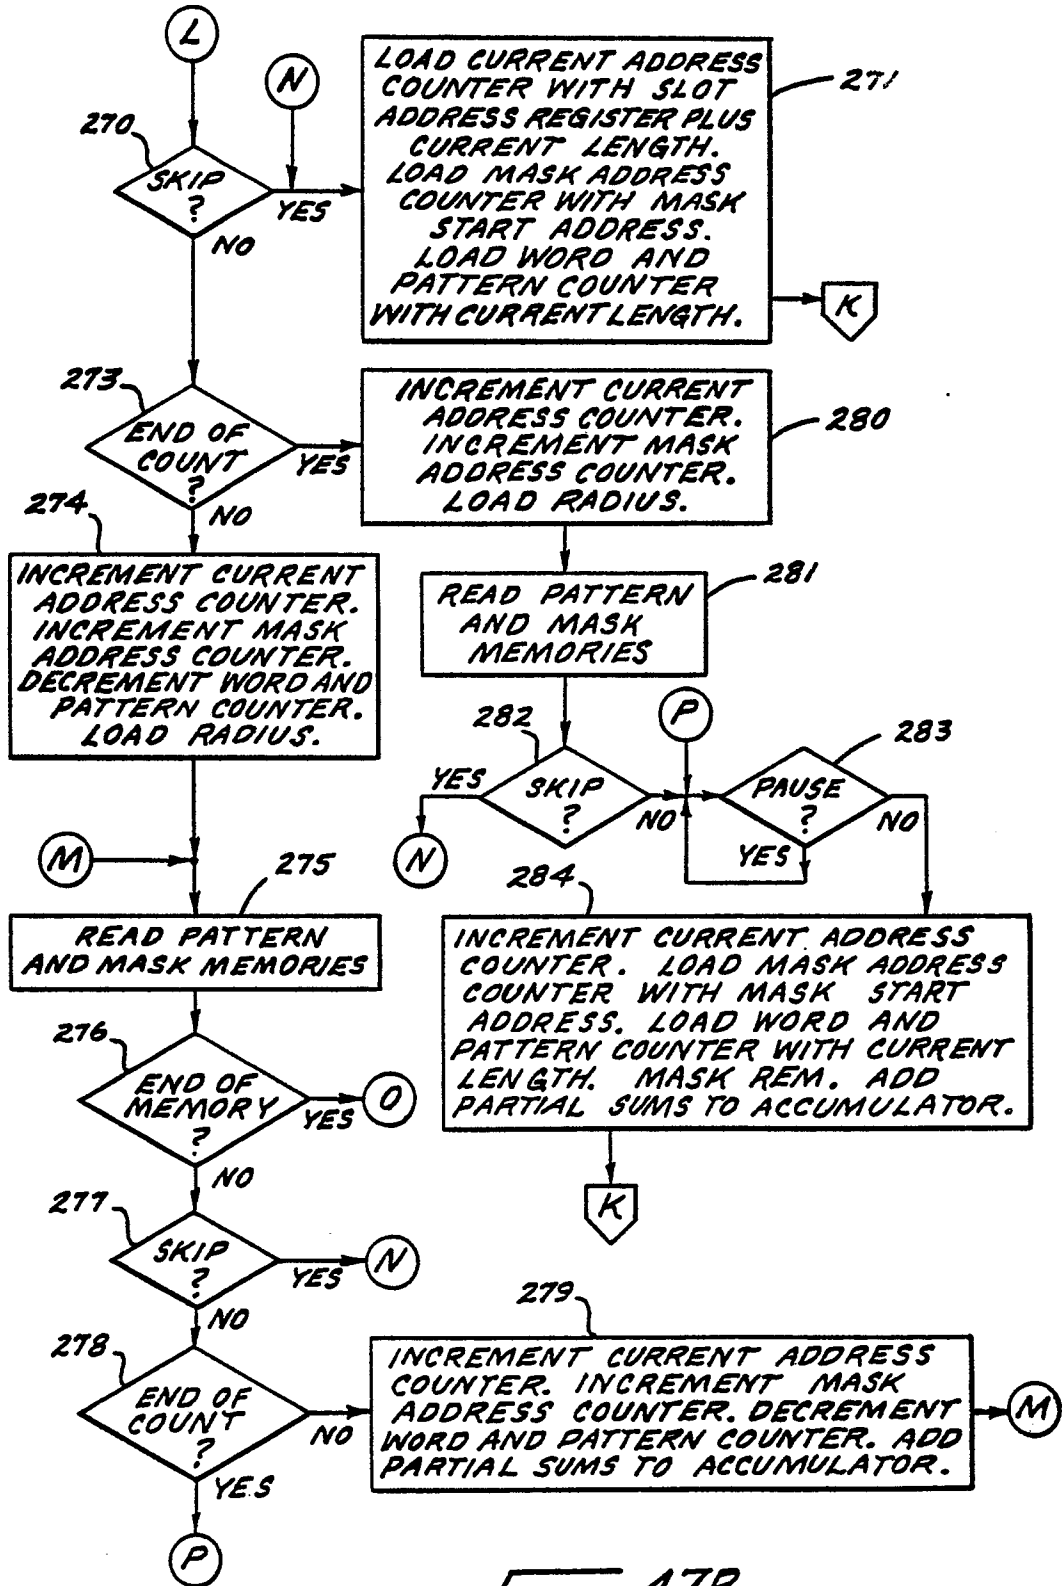 L
N
270
SKIP
?
YES
NO
LOAD CURRENT ADDRESS
COUNTER WITH SLOT
ADDRESS REGISTER PLUS
CURRENT LENGTH.
LOAD MASK ADDRESS
COUNTER WITH MASK
START ADDRESS.
LOAD WORD AND
PATTERN COUNTER
WITH CURRENT LENGTH.
271
K
273
END OF
COUNT
?
YES
NO
INCREMENT CURRENT
ADDRESS COUNTER.
INCREMENT MASK
ADDRESS COUNTER.
LOAD RADIUS.
280
274
INCREMENT CURRENT
ADDRESS COUNTER.
INCREMENT MASK
ADDRESS COUNTER.
DECREMENT WORD AND
PATTERN COUNTER.
LOAD RADIUS.
READ PATTERN
AND MASK
MEMORIES
281
282
SKIP
?
YES
NO
N
P
PAUSE
?
283
NO
YES
M
275
READ PATTERN
AND MASK MEMORIES
284
INCREMENT CURRENT ADDRESS
COUNTER. LOAD MASK ADDRESS
COUNTER WITH MASK START
ADDRESS. LOAD WORD AND
PATTERN COUNTER WITH CURRENT
LENGTH. MASK REM. ADD
PARTIAL SUMS TO ACCUMULATOR.
K
276
END OF
MEMORY
?
YES
O
NO
277
SKIP
?
YES
N
NO
278
END OF
COUNT
?
NO
YES
P
279
INCREMENT CURRENT ADDRESS
COUNTER. INCREMENT MASK
ADDRESS COUNTER. DECREMENT
WORD AND PATTERN COUNTER. ADD
PARTIAL SUMS TO ACCUMULATOR.
M